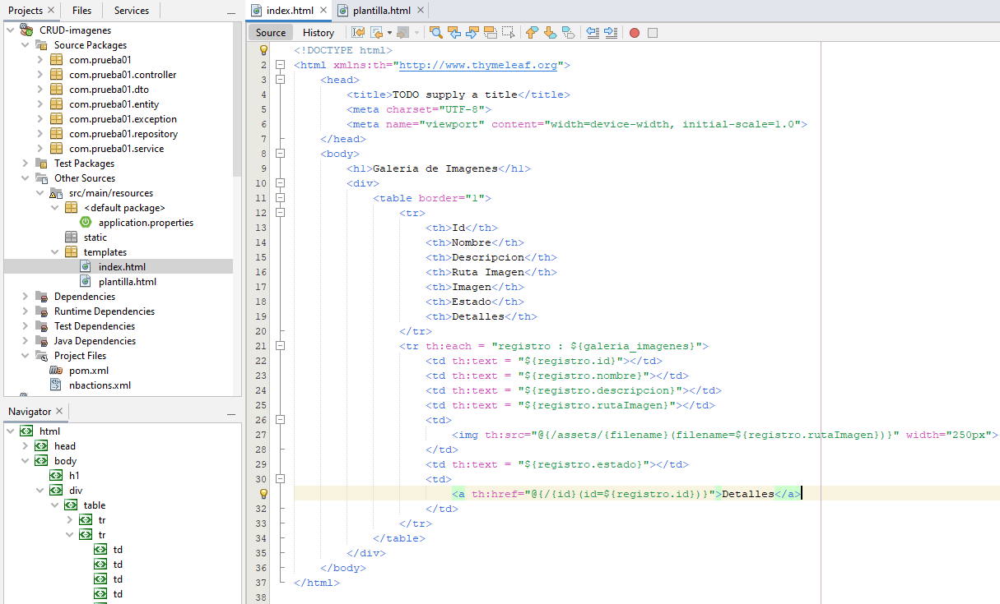 Projects
Files
Services
CRUD-imagenes
Source Packages
com.prueba01
com.prueba01.controller
com.prueba01.dto
com.prueba01.entity
com.prueba01.exception
com.prueba01.repository
com.prueba01.service
Test Packages
Other Sources
src/main/resources
<default package>
application.properties
static
templates
index.html
plantilla.html
Dependencies
Runtime Dependencies
Test Dependencies
Java Dependencies
Project Files
pom.xml
nbactions.xml
Navigator
html
head
body
h1
div
table
tr
tr
td
td
td
td
index.html
plantilla.html
Source
History
<!DOCTYPE html>
2 <html xmlns:th="http://www.thymeleaf.org">
3 <head>
4 <title>TODO supply a title</title>
5 <meta charset="UTF-8">
6 <meta name="viewport" content="width=device-width, initial-scale=1.0">
7 </head>
8 <body>
9 <h1>Galeria de Imagenes</h1>
10 <div>
11 <table border="1">
12 <tr>
13 <th>Id</th>
14 <th>Nombre</th>
15 <th>Descripcion</th>
16 <th>Ruta Imagen</th>
17 <th>Imagen</th>
18 <th>Estado</th>
19 <th>Detalles</th>
20 </tr>
21 <tr th:each = "registro : ${galeria_imagenes}">
22 <td th:text = "${registro.id}"></td>
23 <td th:text = "${registro.nombre}"></td>
24 <td th:text = "${registro.descripcion}"></td>
25 <td th:text = "${registro.rutaImagen}"></td>
26 <td>
27 <img th:src="@{/assets/{filename}(filename=${registro.rutaImagen})}" width="250px">
28 </td>
29 <td th:text = "${registro.estado}"></td>
30 <td>
<a th:href="@{/{id}(id=${registro.id})}">Detalles</a>
32 </td>
33 </tr>
34 </table>
35 </div>
36 </body>
37 </html>
38